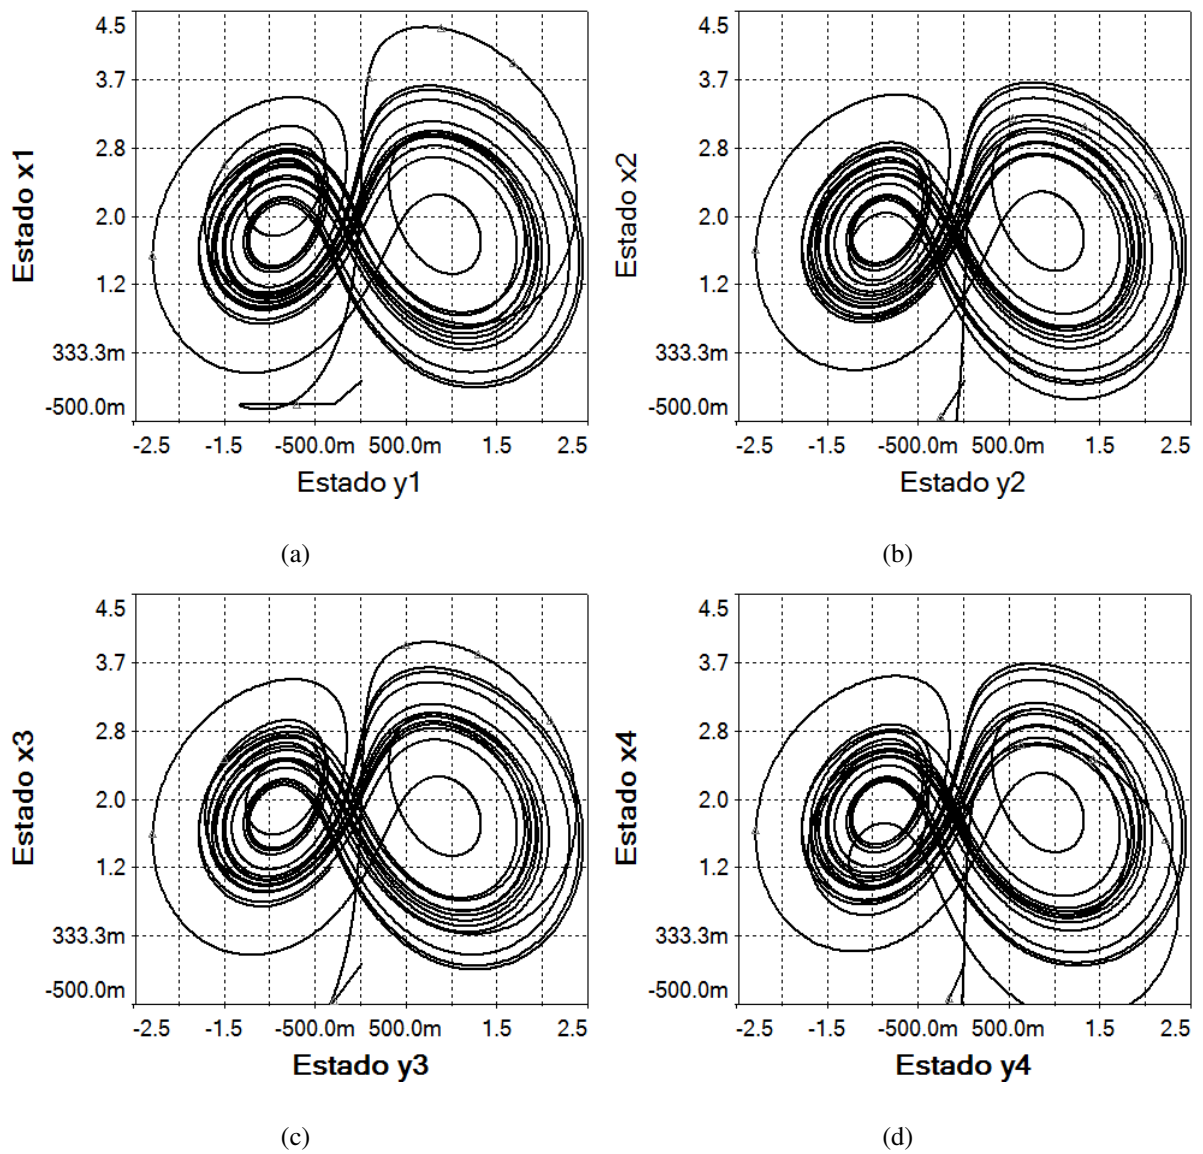 4.5
3.7
2.8
2.0
1.2
333.3m
-500.0m
Estado x1
-2.5 -1.5 -500.0m 500.0m 1.5 2.5
Estado y1
(a)
4.5
3.7
2.8
2.0
1.2
333.3m
-500.0m
Estado x2
-2.5 -1.5 -500.0m 500.0m 1.5 2.5
Estado y2
(b)
4.5
3.7
2.8
2.0
1.2
333.3m
-500.0m
Estado x3
-2.5 -1.5 -500.0m 500.0m 1.5 2.5
Estado y3
(c)
4.5
3.7
2.8
2.0
1.2
333.3m
-500.0m
Estado x4
-2.5 -1.5 -500.0m 500.0m 1.5 2.5
Estado y4
(d)